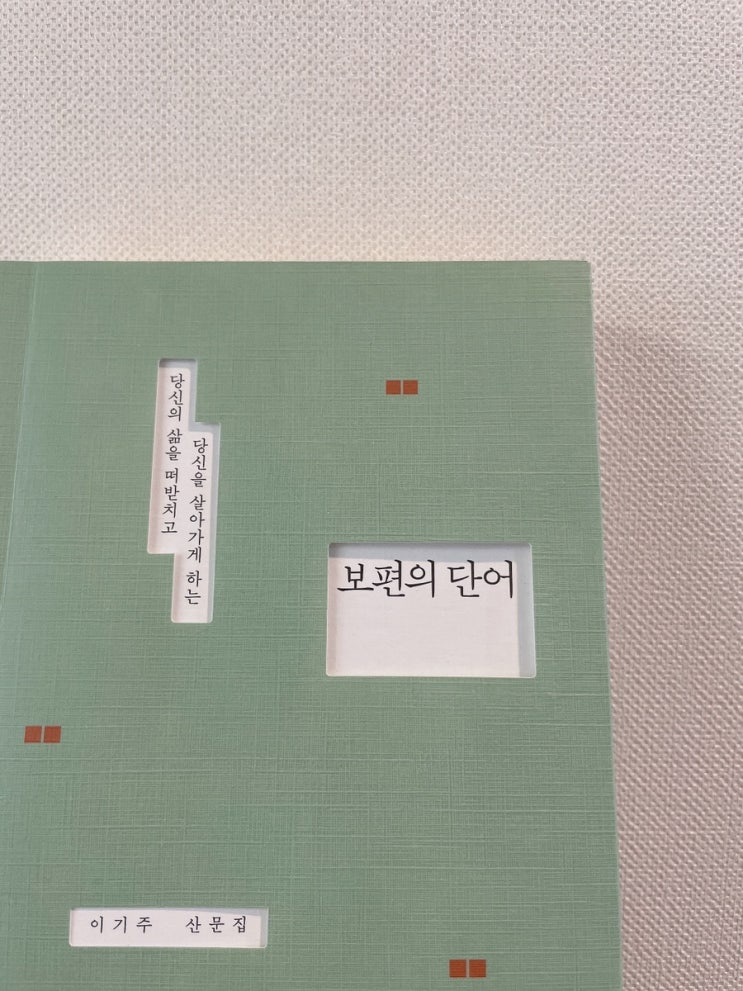 당신의 삶을 떠받치고
당신을 살아가게 하는
보편의 단어
이기주 산문집